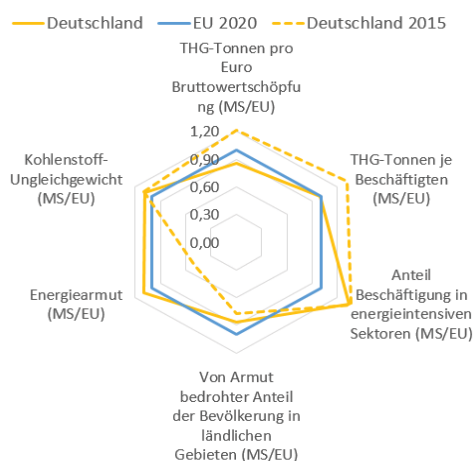 Deutschland
EU 2020
Deutschland 2015
THG-Tonnen pro
Euro
Bruttowertschöpfu
ng (MS/EU)
1,20
0,90
0,60
0,30
0,00
THG-Tonnen je
Beschäftigten
(MS/EU)
Anteil
Beschäftigung in
energieintensiven
Sektoren (MS/EU)
Von Armut
bedrohter Anteil
der Bevölkerung in
ländlichen
Gebieten (MS/EU)
Energiearmut
(MS/EU)
Kohlenstoff-
Ungleichgewicht
(MS/EU)